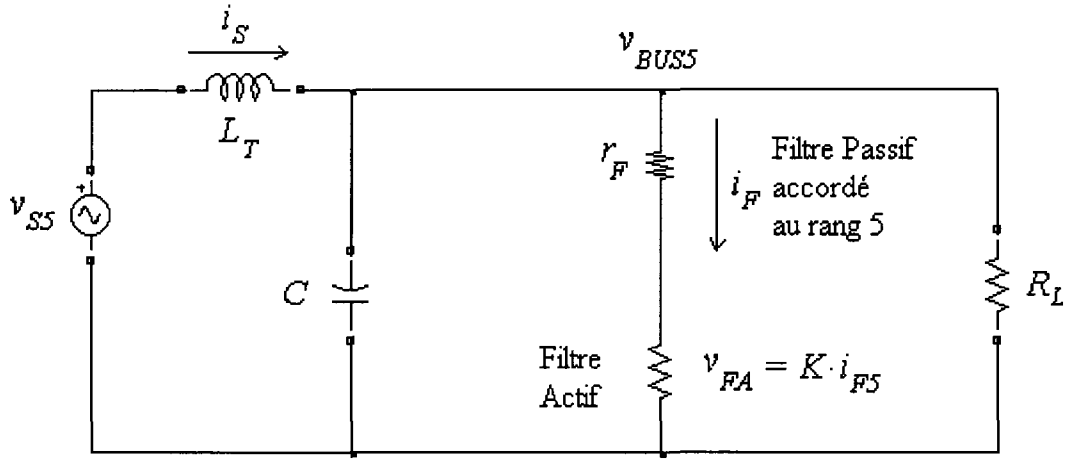 i_S
v_BUS5
L_T
r_F
i_F
Filtre Passif
accordé
au rang 5
v_S5
+
C
R_L
Filtre
Actif
v_FA = K · i_F5